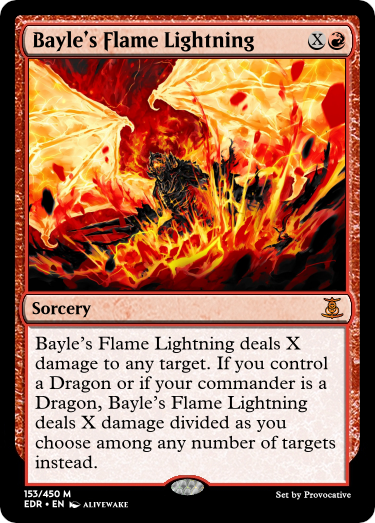 Bayle's Flame Lightning X
Sorcery
Bayle's Flame Lightning deals X
damage to any target. If you control
a Dragon or if your commander is a
Dragon, Bayle's Flame Lightning
deals X damage divided as you
choose among any number of targets
instead.
153/450 M
EDR • EN ALIVEWAKE
Set by Provocative